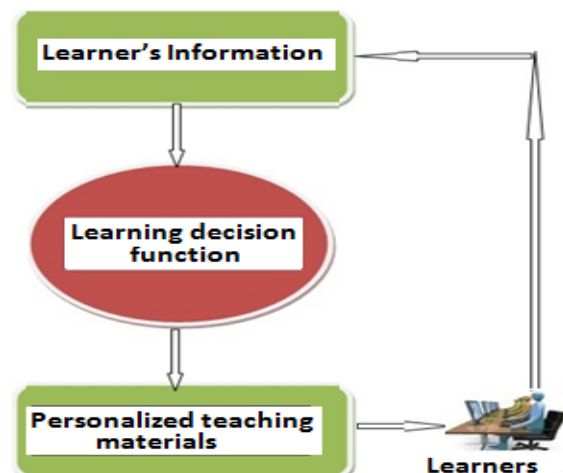 Learner's Information
Learning decision
function
Personalized teaching
materials
Learners